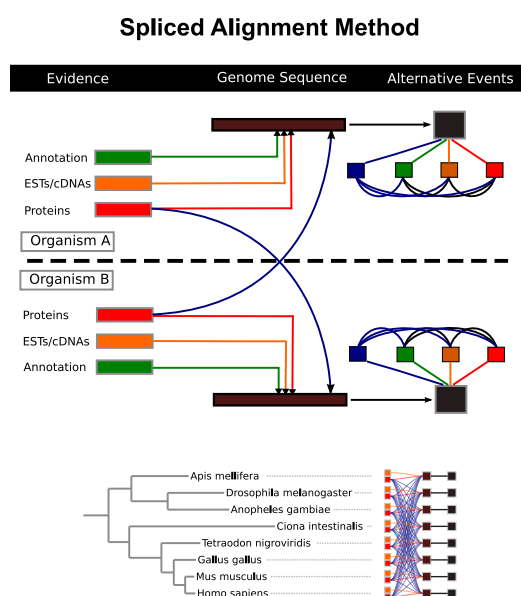 Spliced Alignment Method
Evidence Genome Sequence Alternative Events
Annotation
ESTs/cDNAs
Proteins
Organism A
Organism B
Proteins
ESTs/cDNAs
Annotation
Apis mellifera
Drosophila melanogaster
Anopheles gambiae
Ciona intestinalis
Tetraodon nigroviridis
Gallus gallus
Mus musculus
Homo sapiens